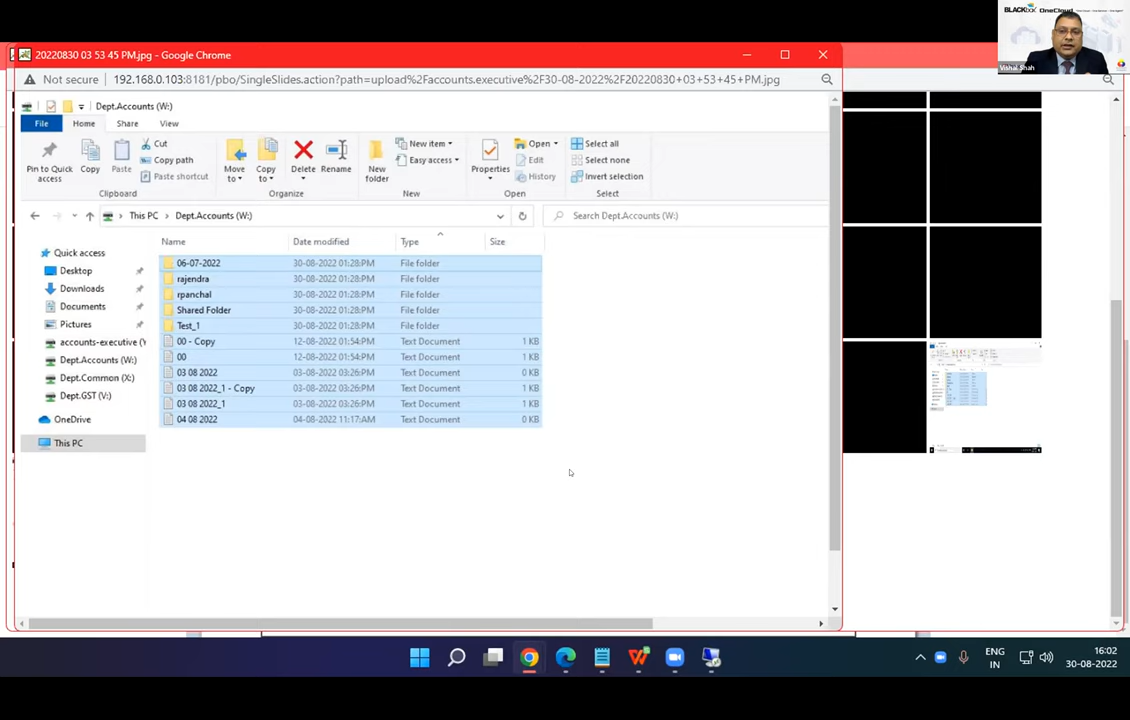 BLACKbox OneCloud
Vishal Shah
20220830 03 53 45 PM.jpg - Google Chrome
Not secure | 192.168.0.103:8181/pbo/SingleSlides.action?path=upload%2Faccounts.executive%2F30-08-2022%2F20220830+03+53+45+PM.jpg
Dept.Accounts (W:)
File Home Share View
Pin to Quick access
Copy
Paste
Cut
Copy path
Paste shortcut
Clipboard
Move to
Copy to
Delete
Rename
Organize
New folder
New item
Easy access
New
Properties
Open
Edit
History
Open
Select all
Select none
Invert selection
Select
This PC > Dept.Accounts (W:)
Search Dept.Accounts (W:)
Quick access
Desktop
Downloads
Documents
Pictures
accounts-executive (Y
Dept.Accounts (W:)
Dept.Common (X:)
Dept.GST (V:)
OneDrive
This PC
Name Date modified Type Size
06-07-2022 30-08-2022 01:28:PM File folder
rajendra 30-08-2022 01:28:PM File folder
rpanchal 30-08-2022 01:28:PM File folder
Shared Folder 30-08-2022 01:28:PM File folder
Test_1 30-08-2022 01:28:PM File folder
00 - Copy 12-08-2022 01:54:PM Text Document 1 KB
00 12-08-2022 01:54:PM Text Document 1 KB
03 08 2022 03-08-2022 03:26:PM Text Document 0 KB
03 08 2022_1 - Copy 03-08-2022 03:26:PM Text Document 1 KB
03 08 2022_1 03-08-2022 03:26:PM Text Document 1 KB
04 08 2022 04-08-2022 11:17:AM Text Document 0 KB
ENG
IN
16:02
30-08-2022